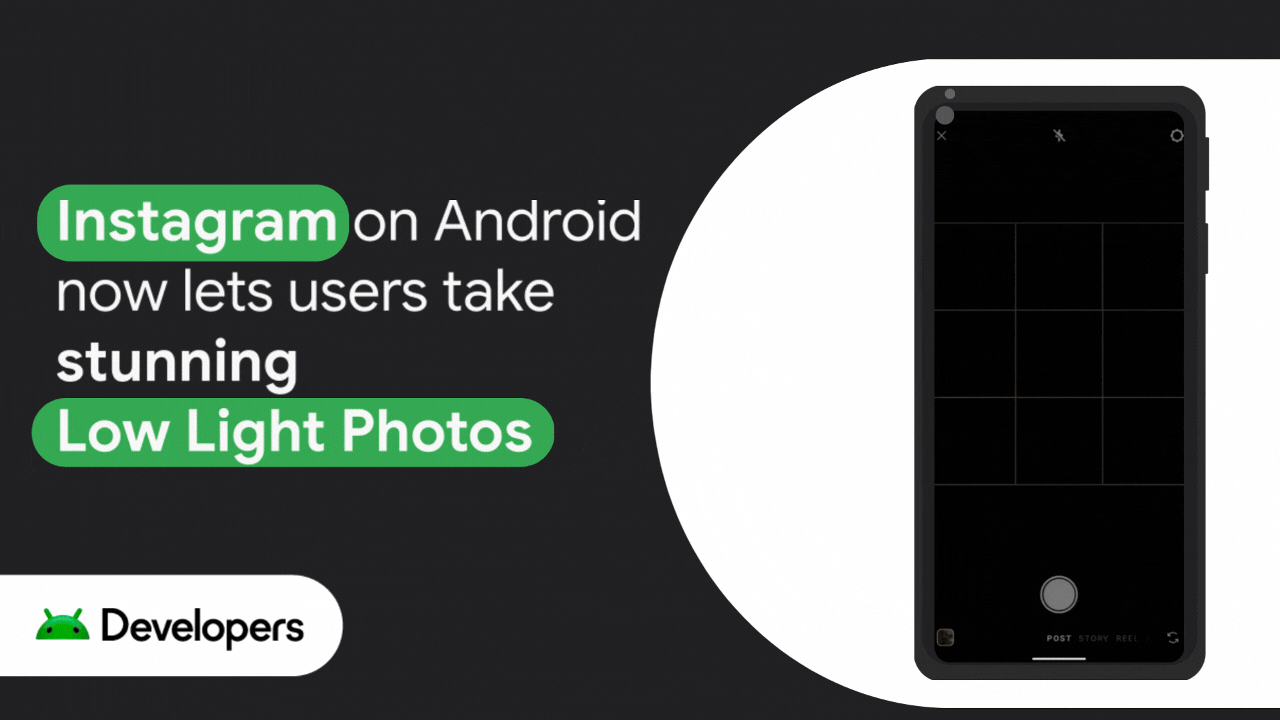 Instagram on Android
now lets users take
stunning
Low Light Photos
Developers
POST STORY REEL